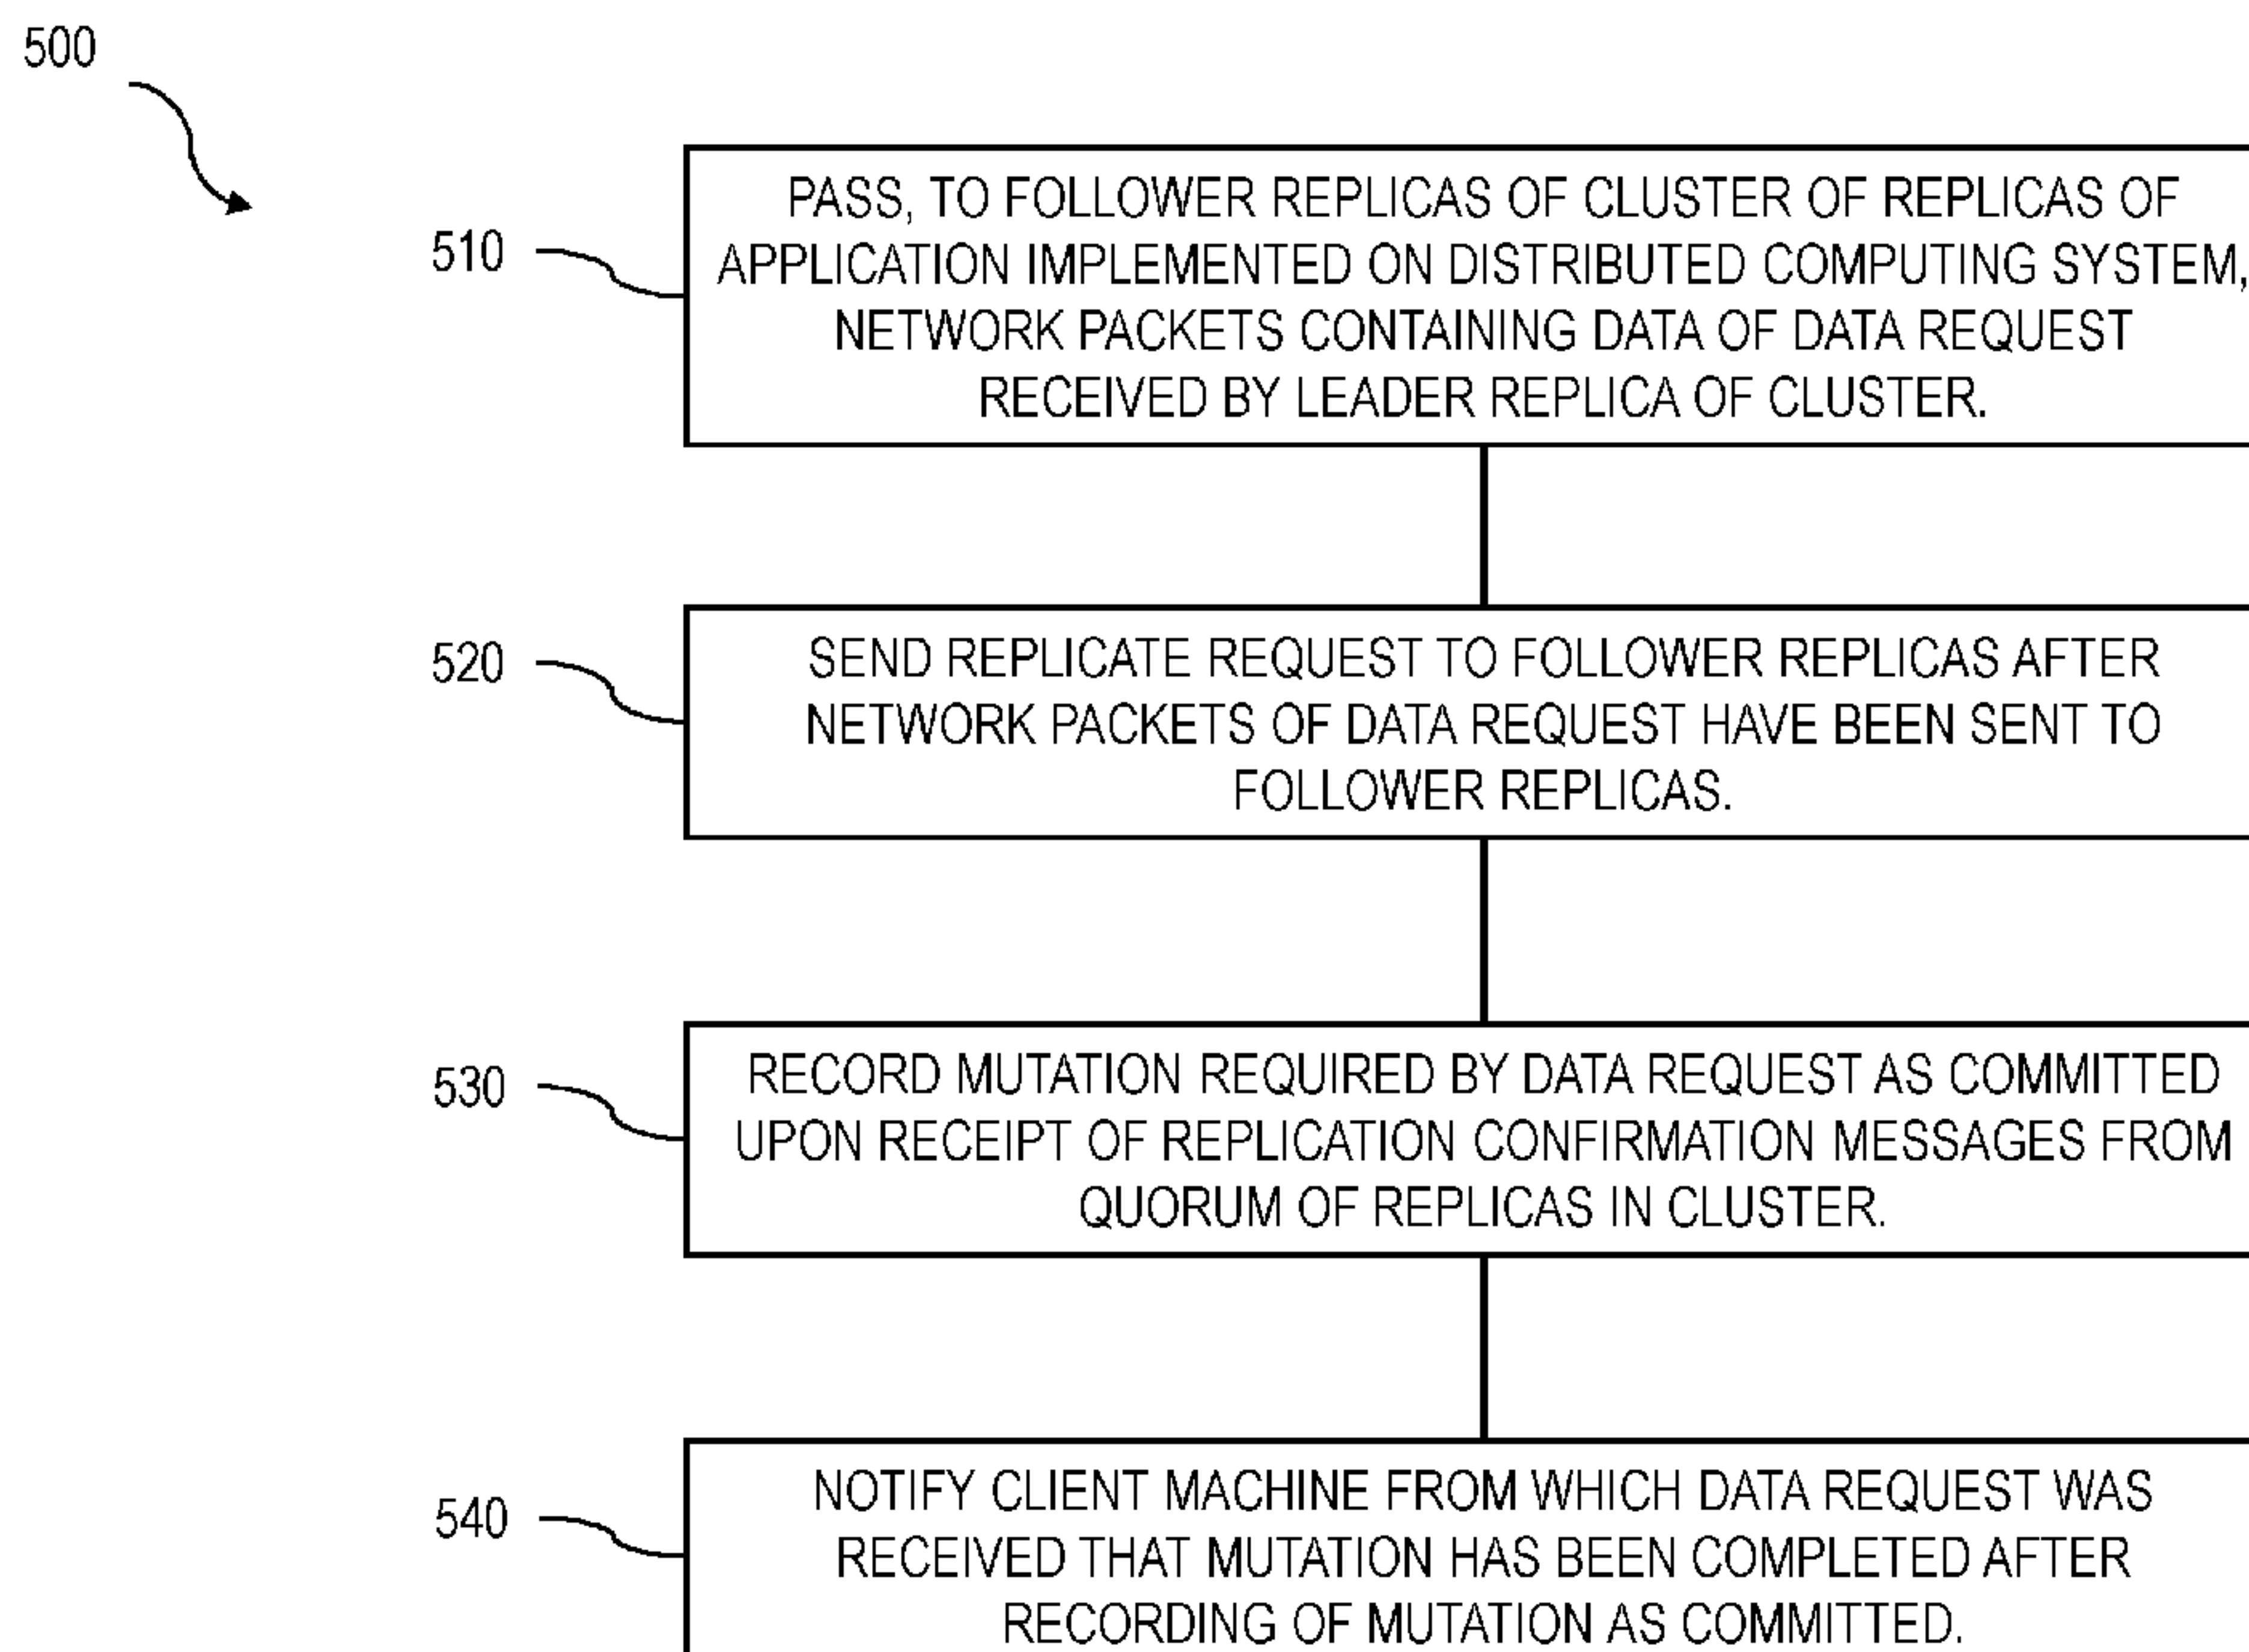 500
510
PASS, TO FOLLOWER REPLICAS OF CLUSTER OF REPLICAS OF
APPLICATION IMPLEMENTED ON DISTRIBUTED COMPUTING SYSTEM,
NETWORK PACKETS CONTAINING DATA OF DATA REQUEST
RECEIVED BY LEADER REPLICA OF CLUSTER.
520
SEND REPLICATE REQUEST TO FOLLOWER REPLICAS AFTER
NETWORK PACKETS OF DATA REQUEST HAVE BEEN SENT TO
FOLLOWER REPLICAS.
530
RECORD MUTATION REQUIRED BY DATA REQUEST AS COMMITTED
UPON RECEIPT OF REPLICATION CONFIRMATION MESSAGES FROM
QUORUM OF REPLICAS IN CLUSTER.
540
NOTIFY CLIENT MACHINE FROM WHICH DATA REQUEST WAS
RECEIVED THAT MUTATION HAS BEEN COMPLETED AFTER
RECORDING OF MUTATION AS COMMITTED.